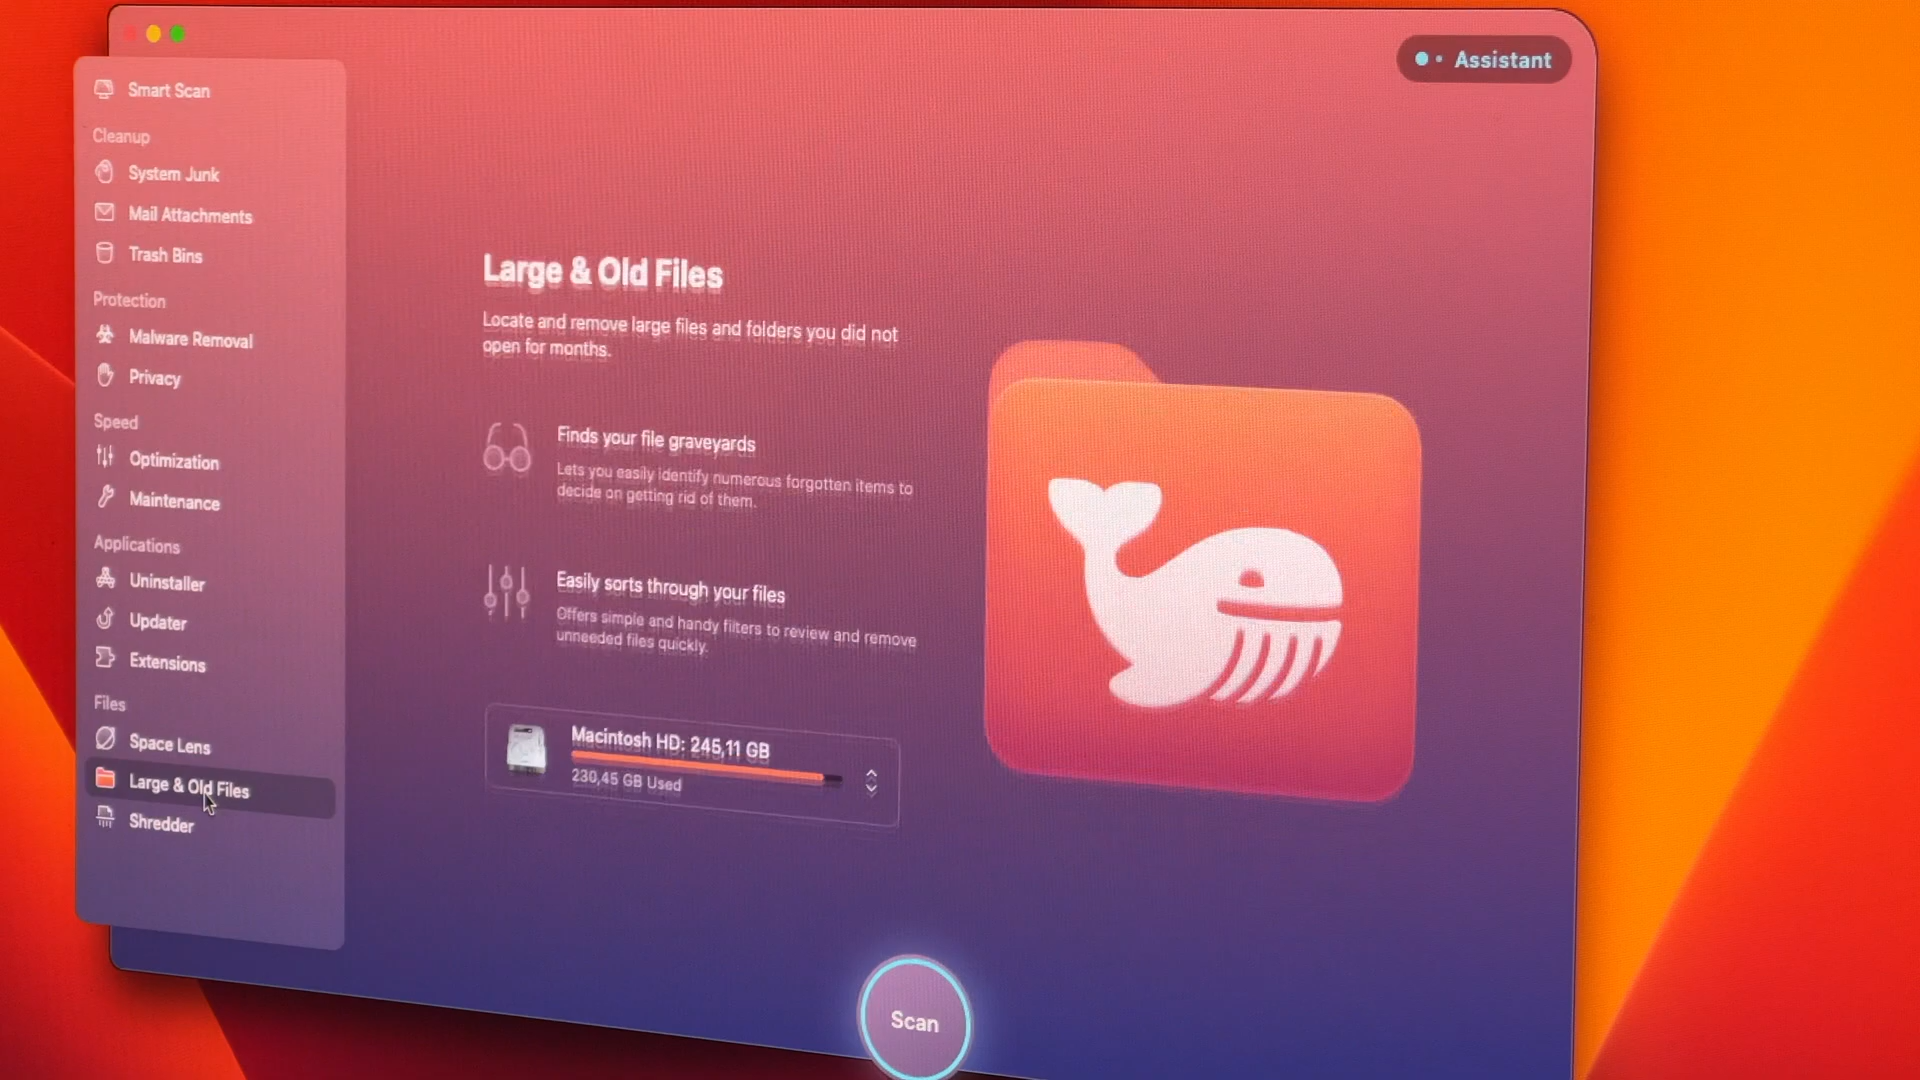 Assistant
Smart Scan
Cleanup
System Junk
Mail Attachments
Trash Bins
Protection
Malware Removal
Privacy
Speed
Optimization
Maintenance
Applications
Uninstaller
Updater
Extensions
Files
Space Lens
Large & Old Files
Shredder
Large & Old Files
Locate and remove large files and folders you did not
open for months.
Finds your file graveyards
Lets you easily identify numerous forgotten items to
decide on getting rid of them.
Easily sorts through your files
Offers simple and handy filters to review and remove
unneeded files quickly.
Macintosh HD: 245,11 GB
230,45 GB Used
Scan